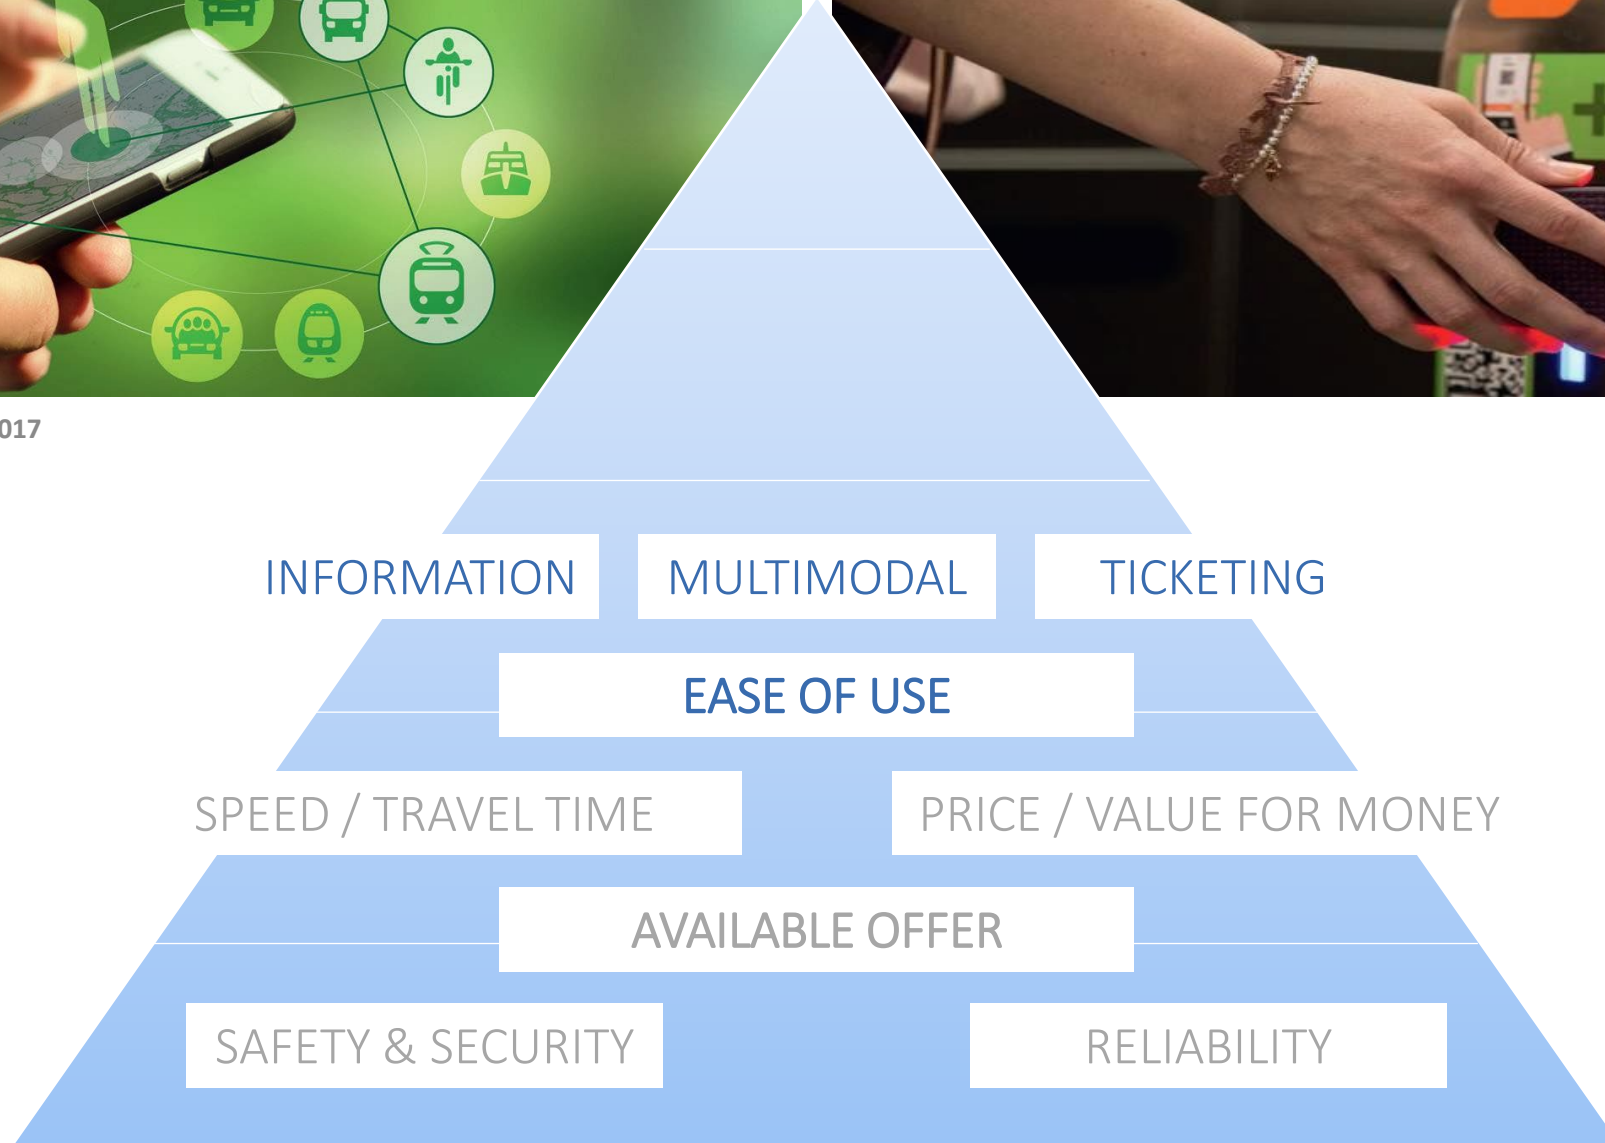 017
INFORMATION MULTIMODAL TICKETING
EASE OF USE
SPEED / TRAVEL TIME PRICE / VALUE FOR MONEY
AVAILABLE OFFER
SAFETY & SECURITY RELIABILITY